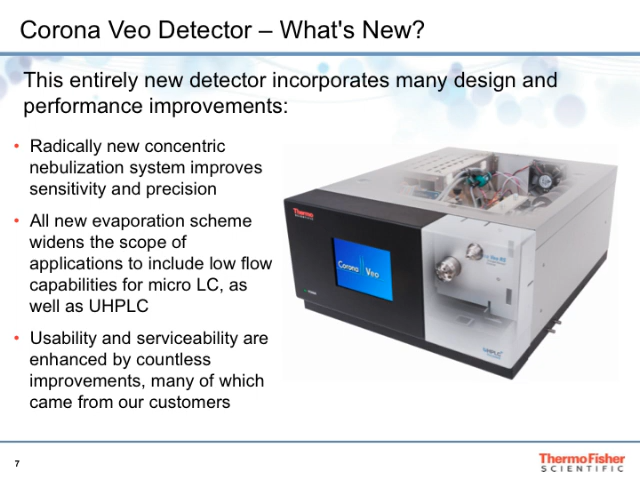 Corona Veo Detector – What's New?
This entirely new detector incorporates many design and
performance improvements:
• Radically new concentric
nebulization system improves
sensitivity and precision
• All new evaporation scheme
widens the scope of
applications to include low flow
capabilities for micro LC, as
well as UHPLC
• Usability and serviceability are
enhanced by countless
improvements, many of which
came from our customers
Thermo
SCIENTIFIC
Corona Veo
UHPLC
7
ThermoFisher
SCIENTIFIC